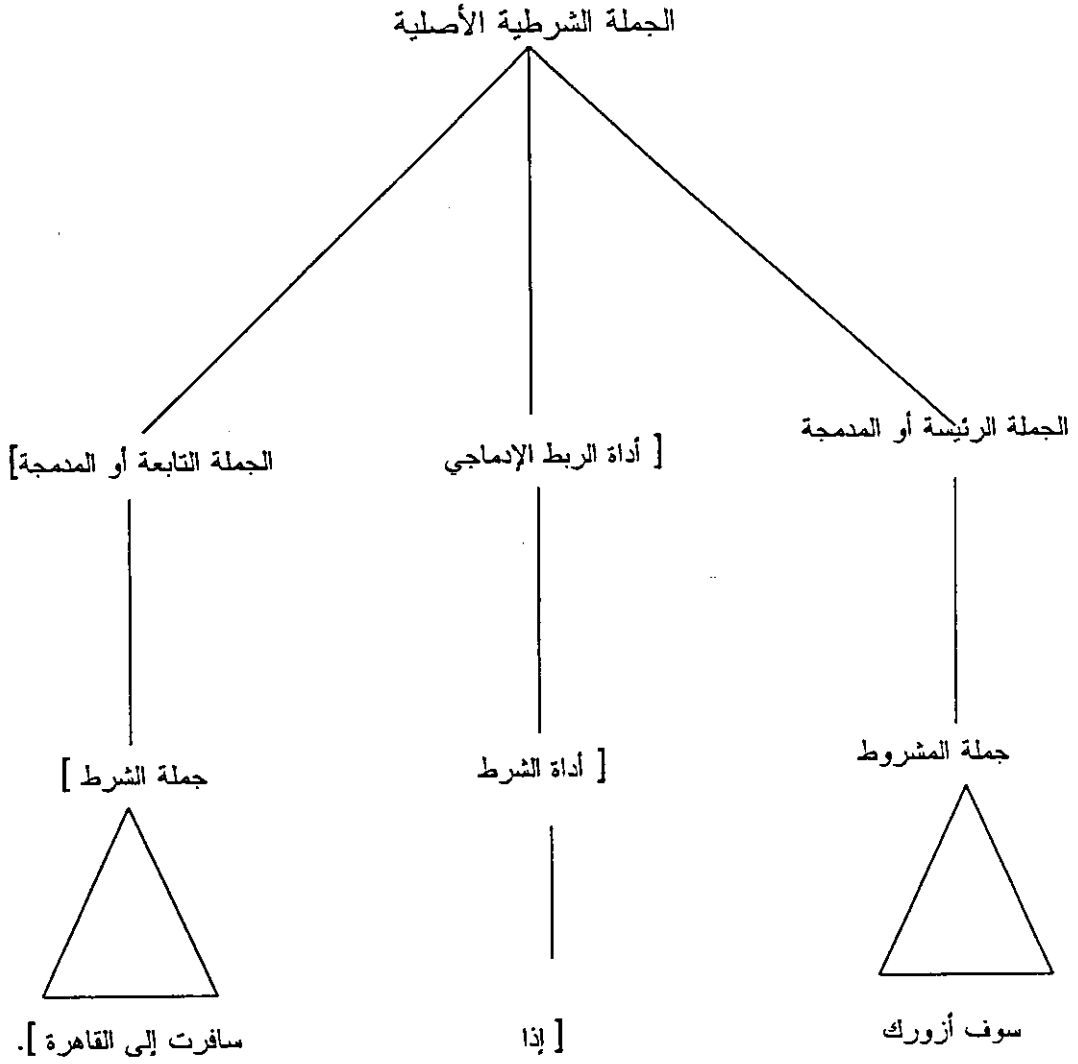 الجملة الشرطية الأصلية
الجملة الرئيسة أو المدمجة
[ أداة الربط الإدماجي
الجملة التابعة أو المدمجة]
جملة المشروط
[ أداة الشرط
جملة الشرط ]
سوف أزورك
[ إذا
سافرت إلى القاهرة ].